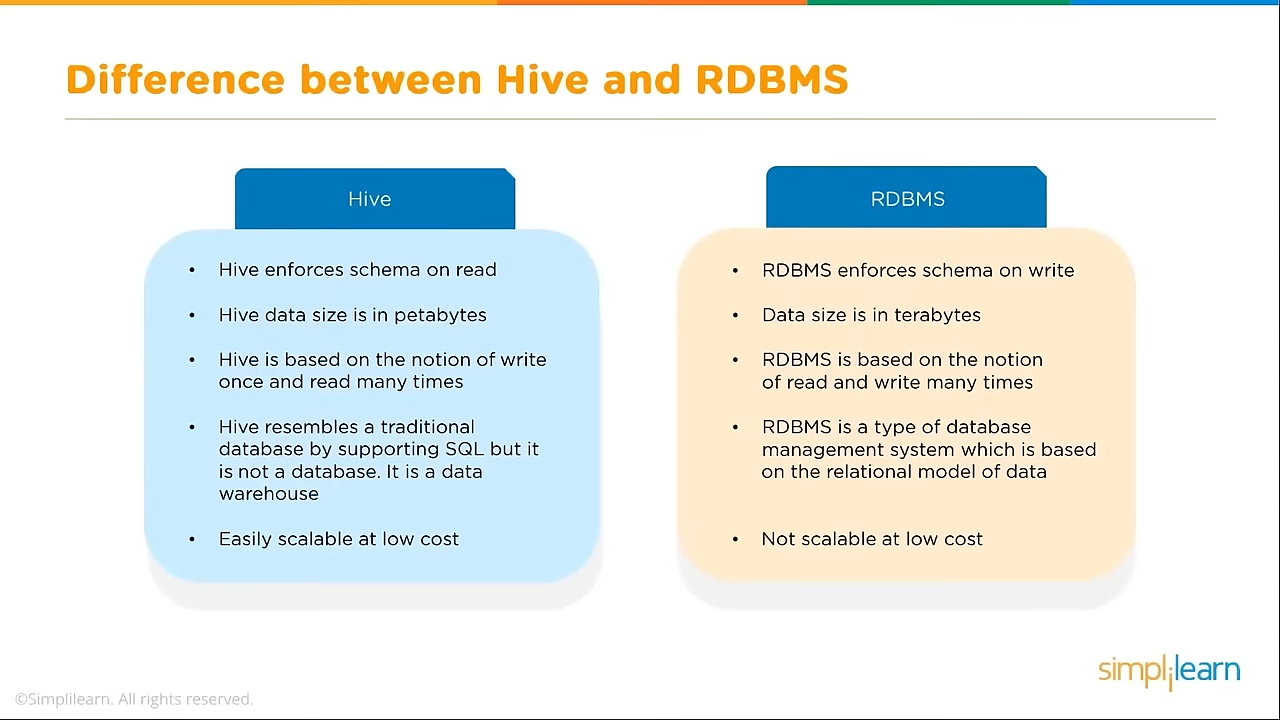 Difference between Hive and RDBMS
Hive
• Hive enforces schema on read
• Hive data size is in petabytes
• Hive is based on the notion of write
once and read many times
• Hive resembles a traditional
database by supporting SQL but it
is not a database. It is a data
warehouse
• Easily scalable at low cost
RDBMS
• RDBMS enforces schema on write
• Data size is in terabytes
• RDBMS is based on the notion
of read and write many times
• RDBMS is a type of database
management system which is based
on the relational model of data
• Not scalable at low cost
simplilearn
©Simplilearn. All rights reserved.